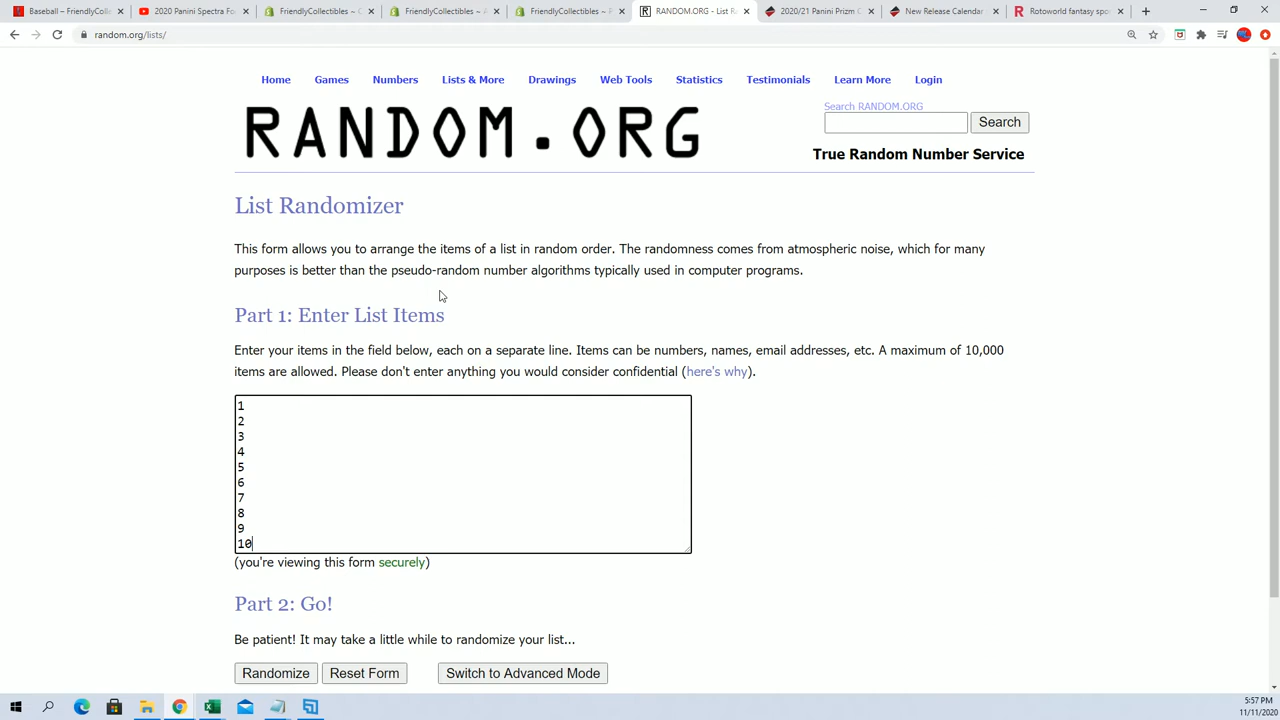 Baseball – FriendlyColle
2020 Panini Spectra Fo
FriendlyCollectibles ~ C
FriendlyCollectibles ~ A
FriendlyCollectibles ~ P
RANDOM.ORG - List R
2020/21 Panini Prizm C
New Release Calendar
Rotoworld fantasy spo
random.org/lists/
Home Games Numbers Lists & More Drawings Web Tools Statistics Testimonials Learn More Login
RANDOM.ORG
Search RANDOM.ORG
Search
True Random Number Service
List Randomizer
This form allows you to arrange the items of a list in random order. The randomness comes from atmospheric noise, which for many
purposes is better than the pseudo-random number algorithms typically used in computer programs.
Part 1: Enter List Items
Enter your items in the field below, each on a separate line. Items can be numbers, names, email addresses, etc. A maximum of 10,000
items are allowed. Please don't enter anything you would consider confidential (here's why).
1
2
3
4
5
6
7
8
9
10
(you're viewing this form securely)
Part 2: Go!
Be patient! It may take a little while to randomize your list...
Randomize Reset Form Switch to Advanced Mode
5:57 PM
11/11/2020